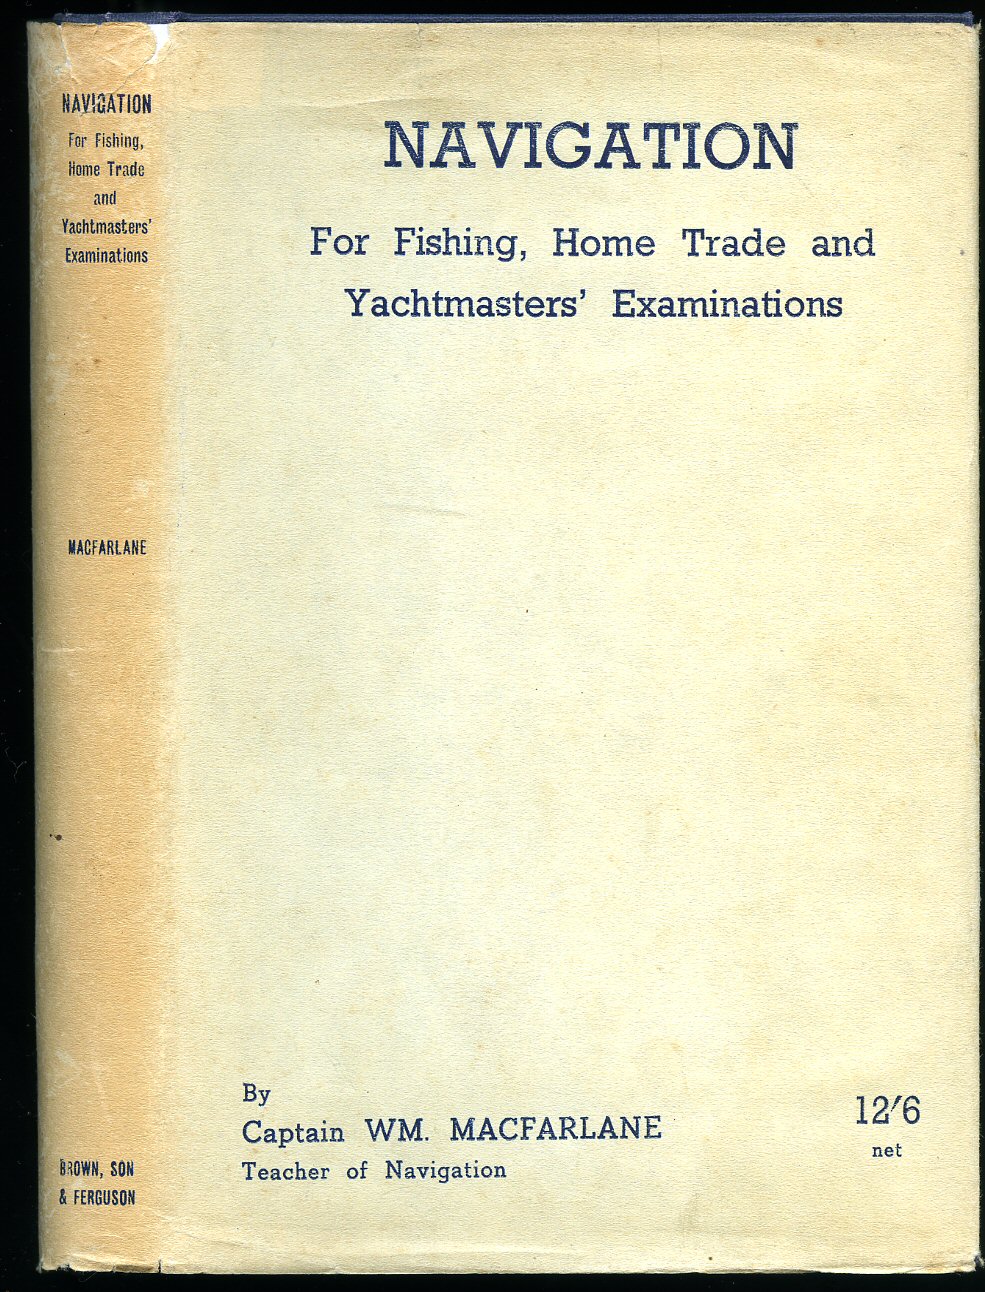 NAVIGATION
For Fishing,
Home Trade
and
Yachtmasters'
Examinations
MACFARLANE
BROWN, SON
& FERGUSON
NAVIGATION
For Fishing, Home Trade and
Yachtmasters' Examinations
By
Captain WM. MACFARLANE
Teacher of Navigation
12/6
net